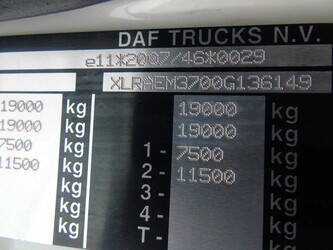 DAF TRUCKS N.V.
e11*2007/46*0029
XLRAEM3700G136149
19000 kg 19000 kg
19000 kg 19000 kg
7500 kg 1- 7500 kg
11500 kg 2- 11500 kg
kg 3- kg
kg 4- kg
kg T- kg